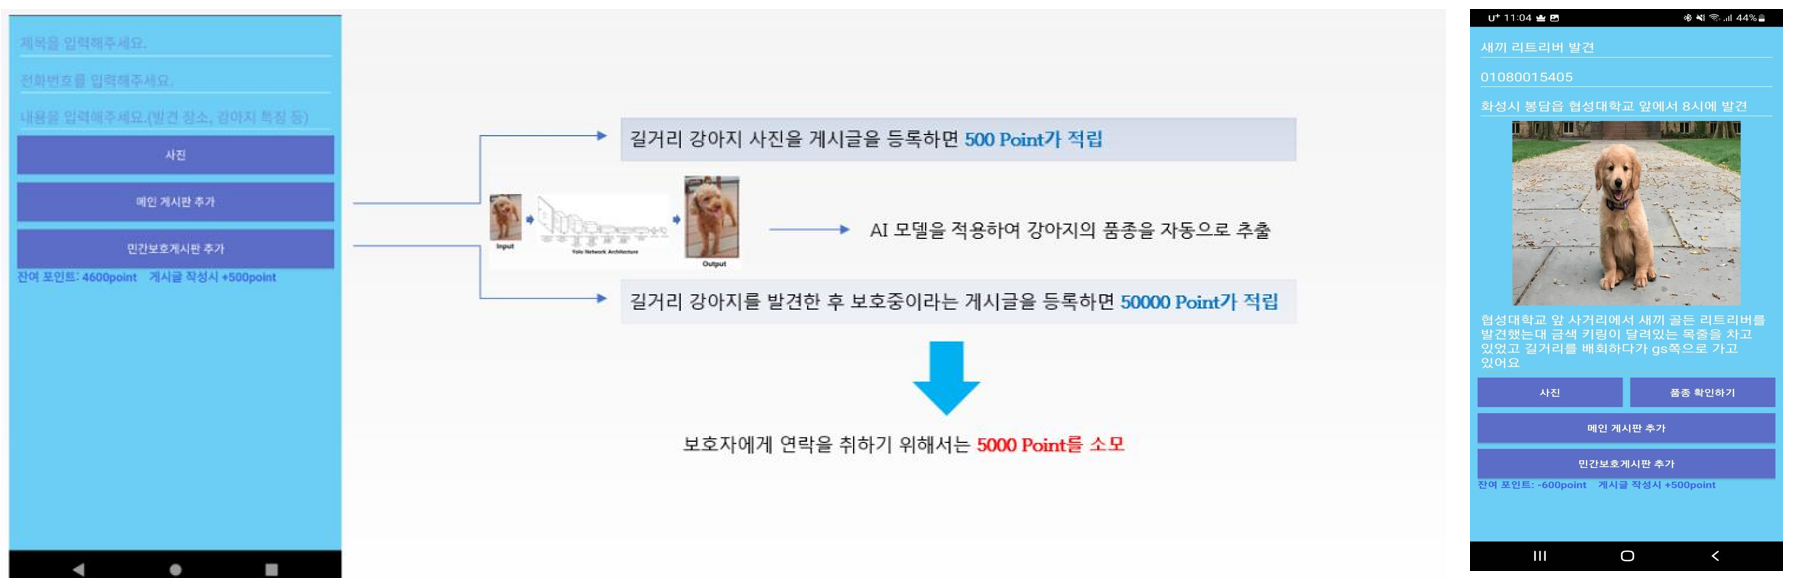 제목을 입력해주세요.
전화번호를 입력해주세요.
내용을 입력해주세요.(발견 장소, 강아지 특징 등)
사진
메인 게시판 추가
민간보호게시판 추가
잔여 포인트: 4600point 게시글 작성시 +500point
길거리 강아지 사진을 게시글을 등록하면 500 Point가 적립
Input
Yolo Network Architecture
Output
AI 모델을 적용하여 강아지의 품종을 자동으로 추출
길거리 강아지를 발견한 후 보호중이라는 게시글을 등록하면 50000 Point가 적립
보호자에게 연락을 취하기 위해서는 5000 Point를 소모
U+ 11:04
44%
새끼 리트리버 발견
01080015405
화성시 봉담읍 협성대학교 앞에서 8시에 발견
협성대학교 앞 사거리에서 새끼 골든 리트리버를
발견했는대 금색 키링이 달려있는 목줄을 차고
있었고 길거리를 배회하다가 gs쪽으로 가고
있어요
사진
품종 확인하기
메인 게시판 추가
민간보호게시판 추가
잔여 포인트: -600point 게시글 작성시 +500point